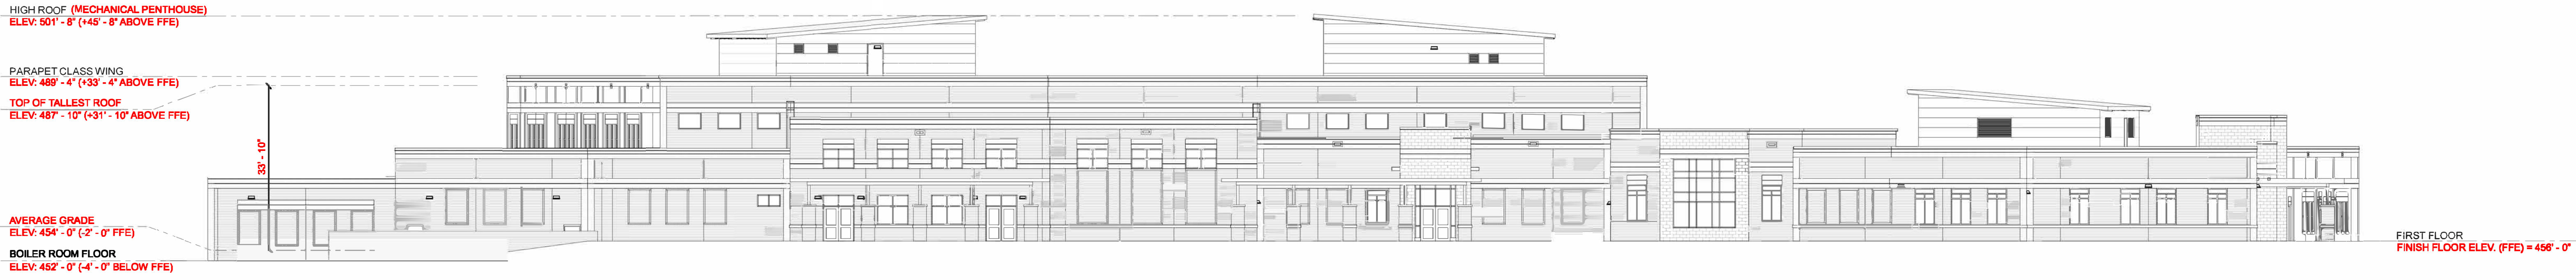 HIGH ROOF (MECHANICAL PENTHOUSE)
ELEV: 501' - 8" (+45' - 8" ABOVE FFE)
PARAPET CLASS WING
ELEV: 489' - 4" (+33' - 4" ABOVE FFE)
TOP OF TALLEST ROOF
ELEV: 487' - 10" (+31' - 10" ABOVE FFE)
33' - 10"
AVERAGE GRADE
ELEV: 454' - 0" (-2' - 0" FFE)
BOILER ROOM FLOOR
ELEV: 452' - 0" (-4' - 0" BELOW FFE)
FIRST FLOOR
FINISH FLOOR ELEV. (FFE) = 456' - 0"